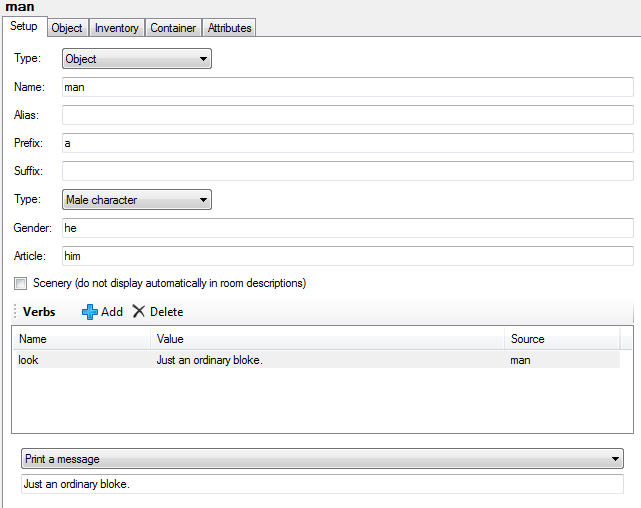 man
Setup Object Inventory Container Attributes
Type: Object
Name: man
Alias:
Prefix: a
Suffix:
Type: Male character
Gender: he
Article: him
Scenery (do not display automatically in room descriptions)
Verbs Add Delete
Name Value Source
look Just an ordinary bloke. man
Print a message
Just an ordinary bloke.